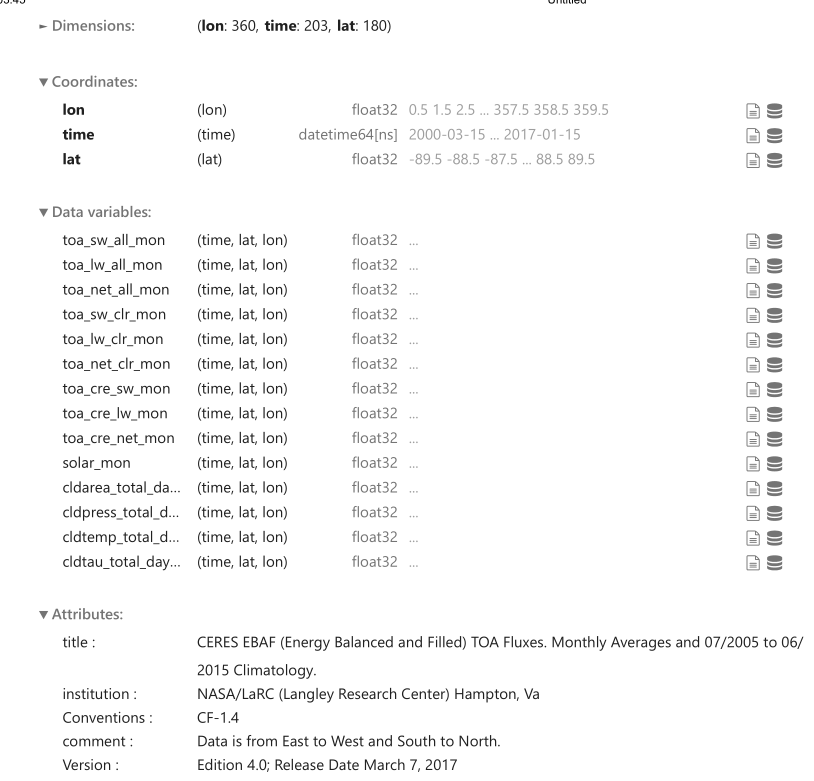 Untitled
► Dimensions: (lon: 360, time: 203, lat: 180)
▼ Coordinates:
lon (lon) float32 0.5 1.5 2.5 ... 357.5 358.5 359.5
time (time) datetime64[ns] 2000-03-15 ... 2017-01-15
lat (lat) float32 -89.5 -88.5 -87.5 ... 88.5 89.5
▼ Data variables:
toa_sw_all_mon (time, lat, lon) float32 ...
toa_lw_all_mon (time, lat, lon) float32 ...
toa_net_all_mon (time, lat, lon) float32 ...
toa_sw_clr_mon (time, lat, lon) float32 ...
toa_lw_clr_mon (time, lat, lon) float32 ...
toa_net_clr_mon (time, lat, lon) float32 ...
toa_cre_sw_mon (time, lat, lon) float32 ...
toa_cre_lw_mon (time, lat, lon) float32 ...
toa_cre_net_mon (time, lat, lon) float32 ...
solar_mon (time, lat, lon) float32 ...
cldarea_total_da... (time, lat, lon) float32 ...
cldpress_total_d... (time, lat, lon) float32 ...
cldtemp_total_d... (time, lat, lon) float32 ...
cldtau_total_day... (time, lat, lon) float32 ...
▼ Attributes:
title : CERES EBAF (Energy Balanced and Filled) TOA Fluxes. Monthly Averages and 07/2005 to 06/
2015 Climatology.
institution : NASA/LaRC (Langley Research Center) Hampton, Va
Conventions : CF-1.4
comment : Data is from East to West and South to North.
Version : Edition 4.0; Release Date March 7, 2017